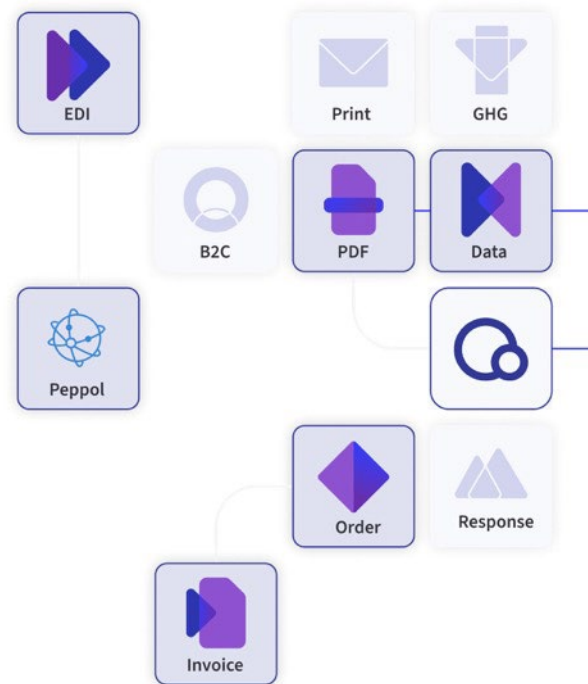 EDI
Print
GHG
B2C
PDF
Data
Peppol
Order
Response
Invoice